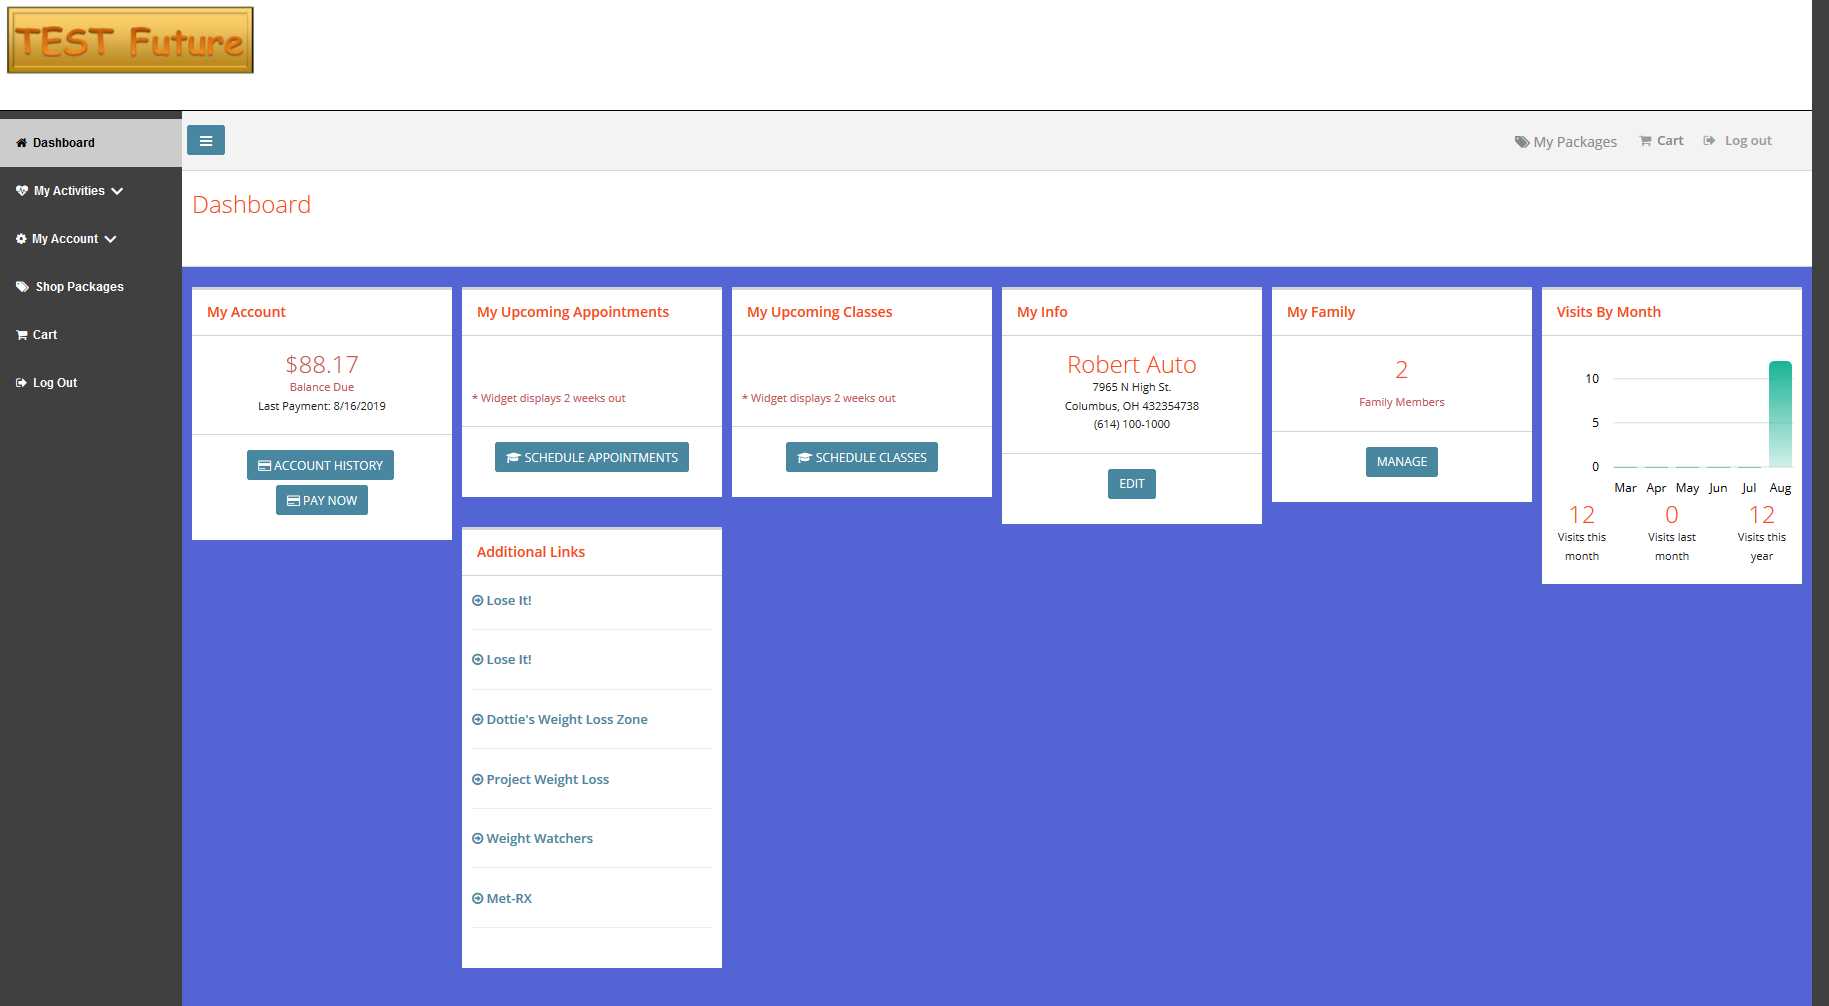 TEST Future
Dashboard
My Activities
My Account
Shop Packages
Cart
Log Out
My Packages
Cart
Log out
Dashboard
My Account
$88.17
Balance Due
Last Payment: 8/16/2019
ACCOUNT HISTORY
PAY NOW
My Upcoming Appointments
* Widget displays 2 weeks out
SCHEDULE APPOINTMENTS
My Upcoming Classes
* Widget displays 2 weeks out
SCHEDULE CLASSES
My Info
Robert Auto
7965 N High St.
Columbus, OH 432354738
(614) 100-1000
EDIT
My Family
2
Family Members
MANAGE
Visits By Month
10
5
0
Mar Apr May Jun Jul Aug
12
Visits this
month
0
Visits last
month
12
Visits this
year
Additional Links
Lose It!
Lose It!
Dottie's Weight Loss Zone
Project Weight Loss
Weight Watchers
Met-RX